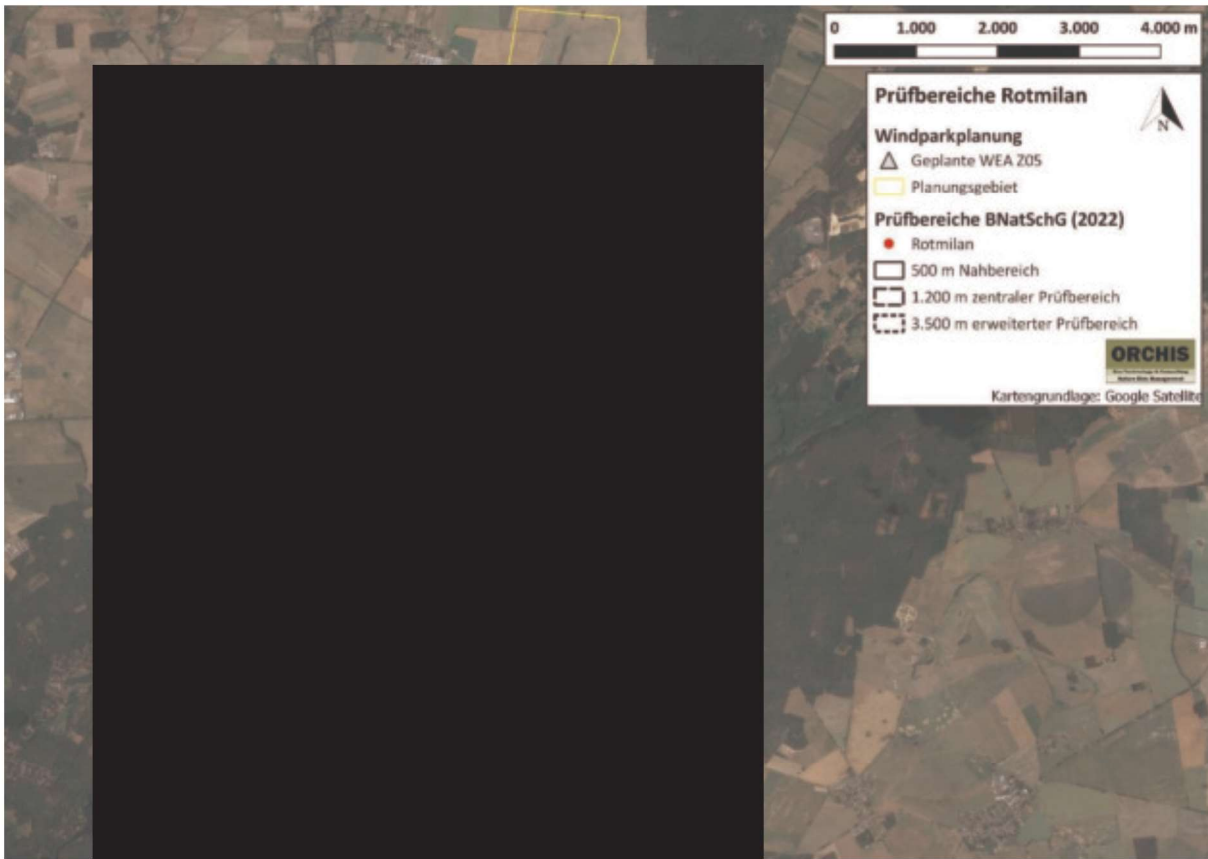 0 1.000 2.000 3.000 4.000 m
Prüfbereiche Rotmilan
N
Windparkplanung
Geplante WEA Z05
Planungsgebiet
Prüfbereiche BNatSchG (2022)
Rotmilan
500 m Nahbereich
1.200 m zentraler Prüfbereich
3.500 m erweiterter Prüfbereich
ORCHIS
Kartengrundlage: Google Satellite